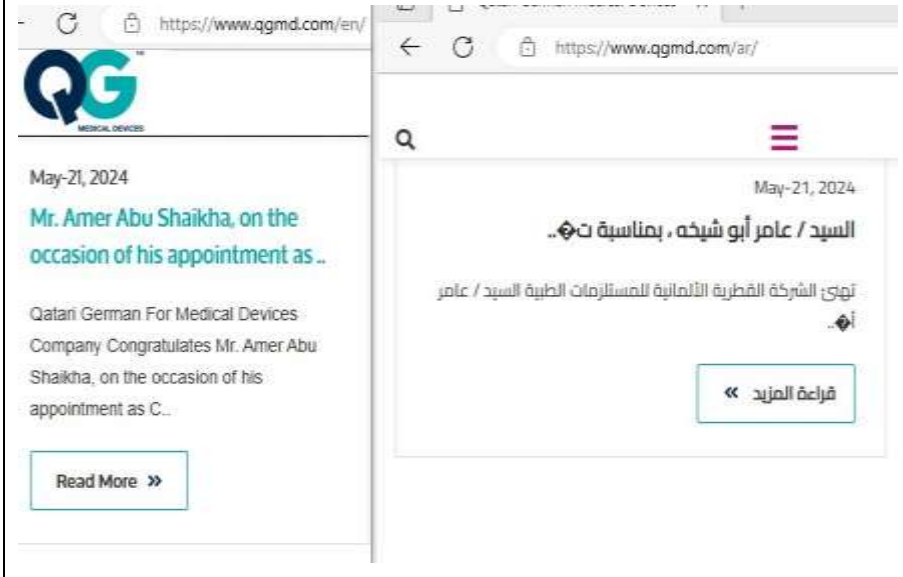 https://www.qgmd.com/en/
QG
MEDICAL DEVICES
May-21, 2024
Mr. Amer Abu Shaikha, on the
occasion of his appointment as ..
Qatari German For Medical Devices
Company Congratulates Mr. Amer Abu
Shaikha, on the occasion of his
appointment as C...
Read More »
https://www.qgmd.com/ar/
May-21, 2024
السيد / عامر أبو شيخه ، بمناسبة ت�..
تهنئ الشركة القطرية الألمانية للمستلزمات الطبية السيد / عامر
أ�..
قراءة المزيد »